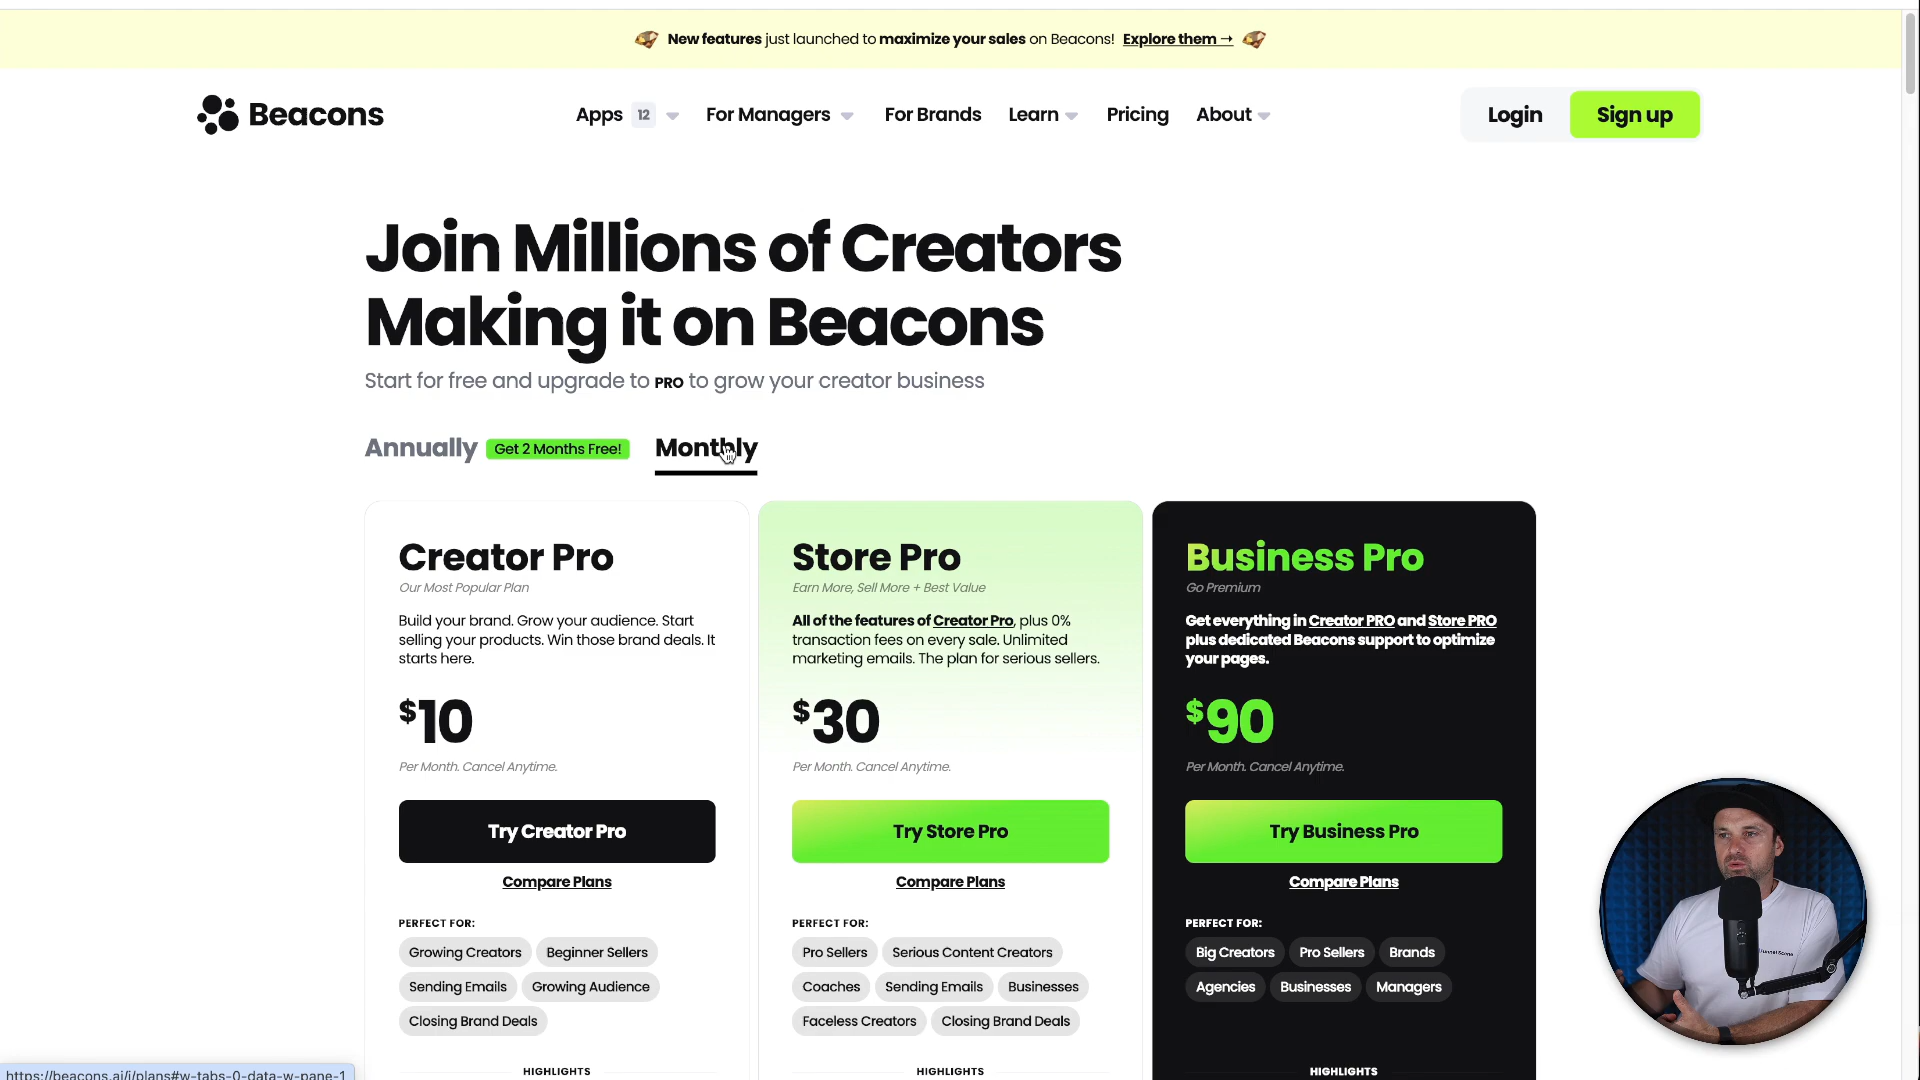 New features just launched to maximize your sales on Beacons! Explore them →
Beacons
Apps 12 For Managers For Brands Learn Pricing About
Login Sign up
Join Millions of Creators
Making it on Beacons
Start for free and upgrade to PRO to grow your creator business
Annually Get 2 Months Free! Monthly
Creator Pro
Our Most Popular Plan
Build your brand. Grow your audience. Start
selling your products. Win those brand deals. It
starts here.
$10
Per Month. Cancel Anytime.
Try Creator Pro
Compare Plans
PERFECT FOR:
Growing Creators Beginner Sellers
Sending Emails Growing Audience
Closing Brand Deals
HIGHLIGHTS
Store Pro
Earn More, Sell More + Best Value
All of the features of Creator Pro, plus 0%
transaction fees on every sale. Unlimited
marketing emails. The plan for serious sellers.
$30
Per Month. Cancel Anytime.
Try Store Pro
Compare Plans
PERFECT FOR:
Pro Sellers Serious Content Creators
Coaches Sending Emails Businesses
Faceless Creators Closing Brand Deals
HIGHLIGHTS
Business Pro
Go Premium
Get everything in Creator PRO and Store PRO
plus dedicated Beacons support to optimize
your pages.
$90
Per Month. Cancel Anytime.
Try Business Pro
Compare Plans
PERFECT FOR:
Big Creators Pro Sellers Brands
Agencies Businesses Managers
HIGHLIGHTS
https://beacons.ai/i/plans#w-tabs-0-data-w-pane-1